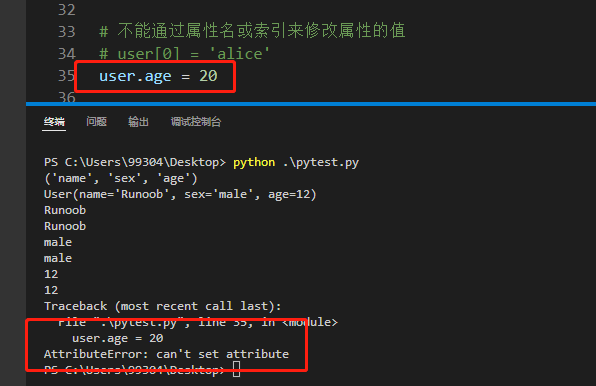 32
33 # 不能通过属性名或索引来修改属性的值
34 # user[0] = 'alice'
35 user.age = 20
36
终端 问题 输出 调试控制台
PS C:\Users\99304\Desktop> python .\pytest.py
('name', 'sex', 'age')
User(name='Runoob', sex='male', age=12)
Runoob
Runoob
male
male
12
12
Traceback (most recent call last):
File ".\pytest.py", line 35, in <module>
user.age = 20
AttributeError: can't set attribute
PS C:\Users\99304\Desktop>